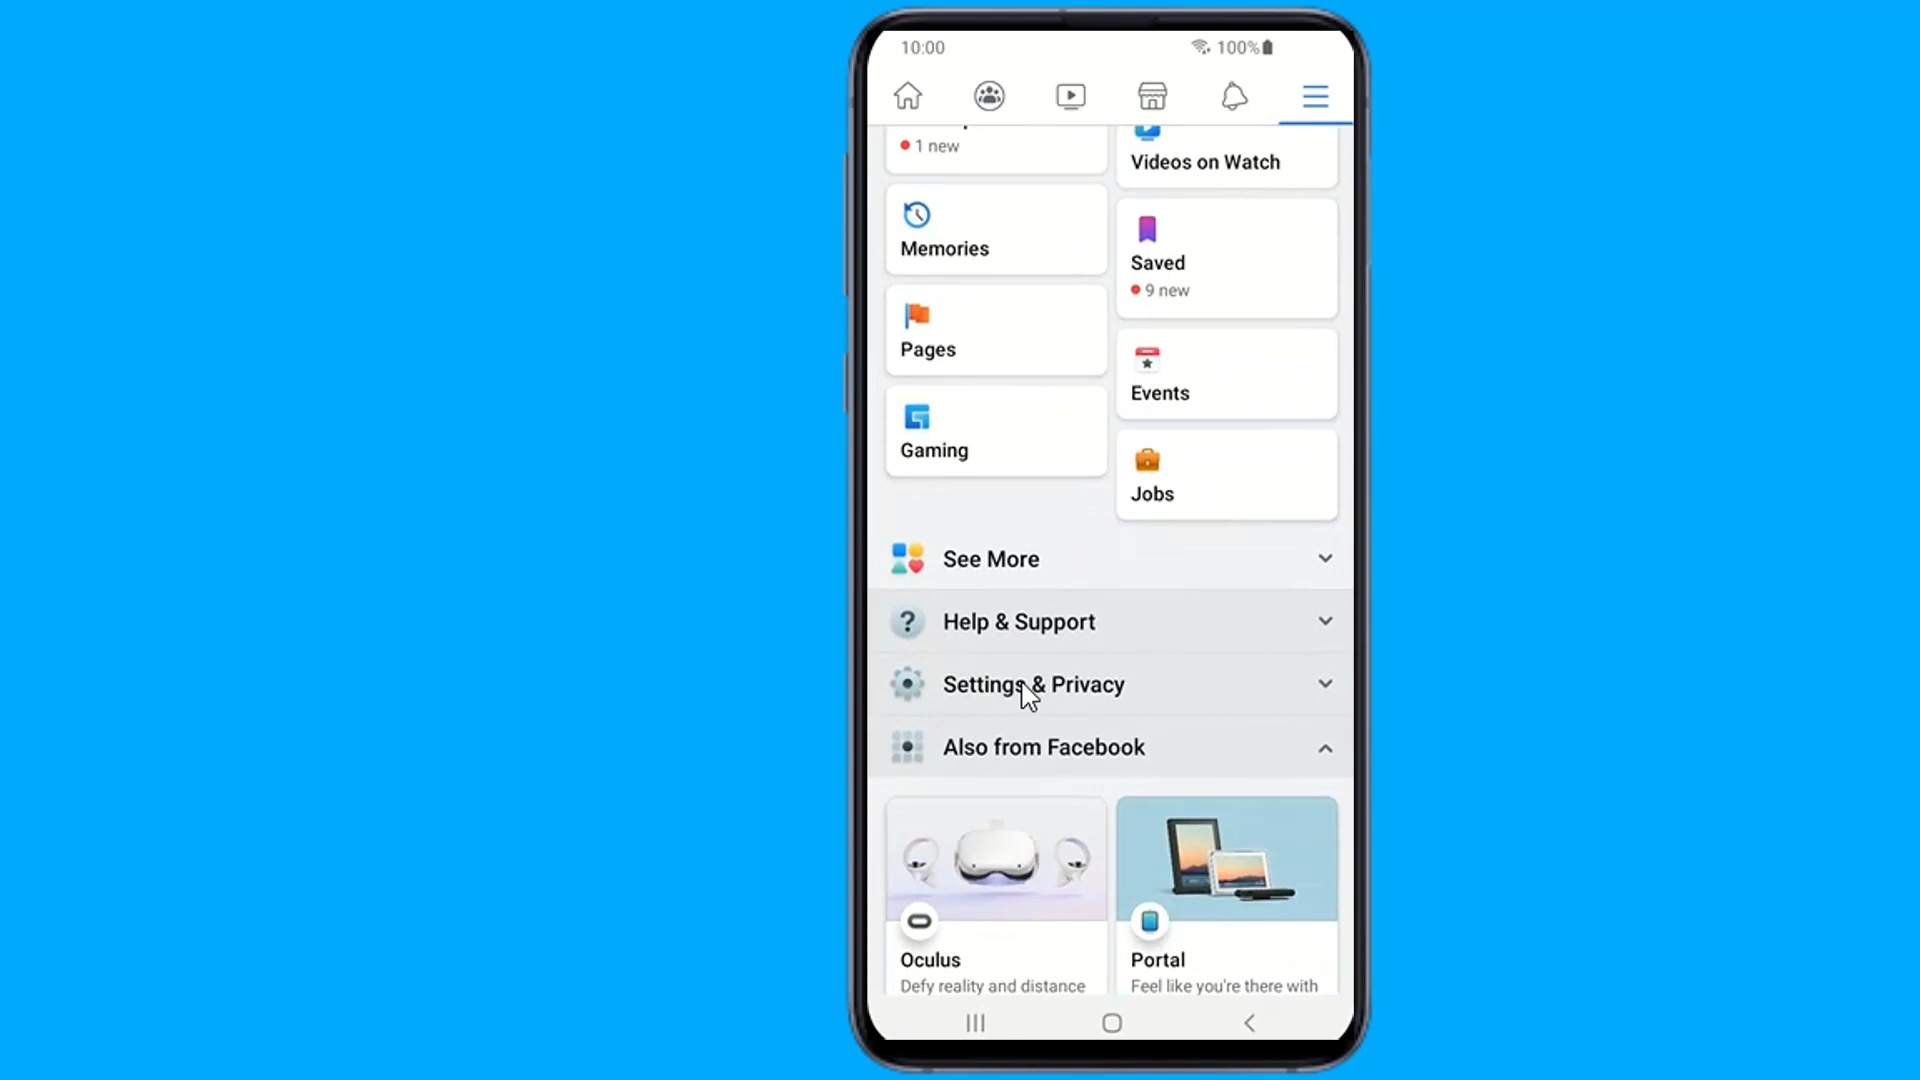 10:00
100%
1 new
Videos on Watch
Memories
Saved
9 new
Pages
Events
Gaming
Jobs
See More
?
Help & Support
Settings & Privacy
Also from Facebook
Oculus
Defy reality and distance
Portal
Feel like you're there with